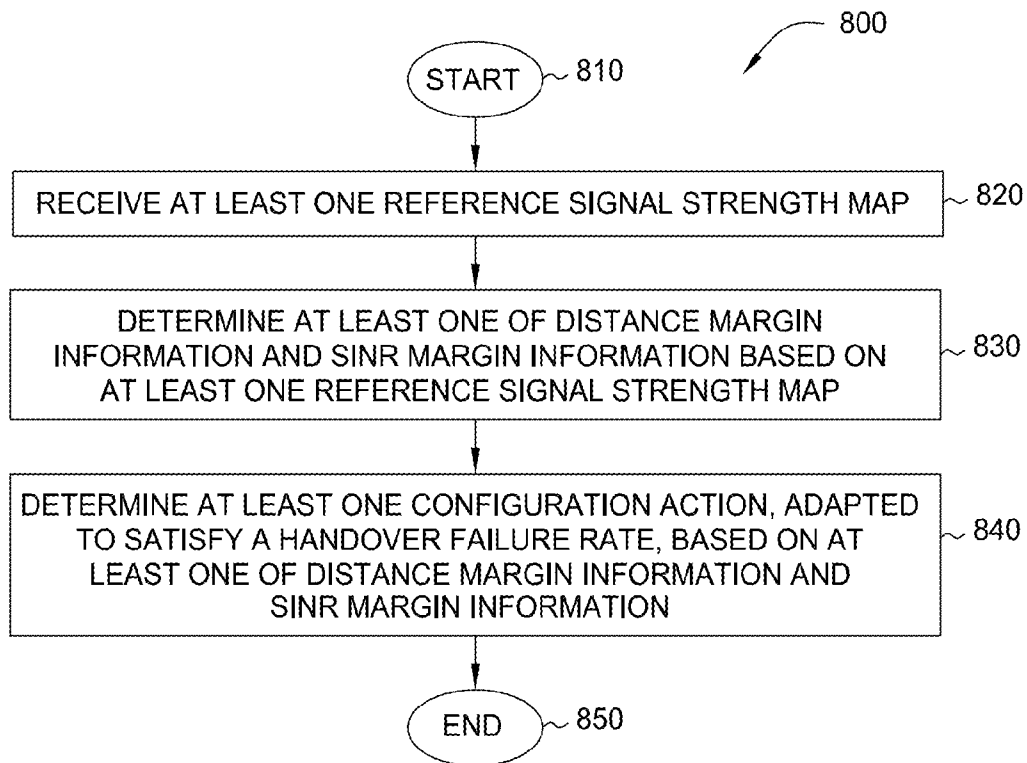 800
START
810
RECEIVE AT LEAST ONE REFERENCE SIGNAL STRENGTH MAP
820
DETERMINE AT LEAST ONE OF DISTANCE MARGIN
INFORMATION AND SINR MARGIN INFORMATION BASED ON
AT LEAST ONE REFERENCE SIGNAL STRENGTH MAP
830
DETERMINE AT LEAST ONE CONFIGURATION ACTION, ADAPTED
TO SATISFY A HANDOVER FAILURE RATE, BASED ON AT
LEAST ONE OF DISTANCE MARGIN INFORMATION AND
SINR MARGIN INFORMATION
840
END
850